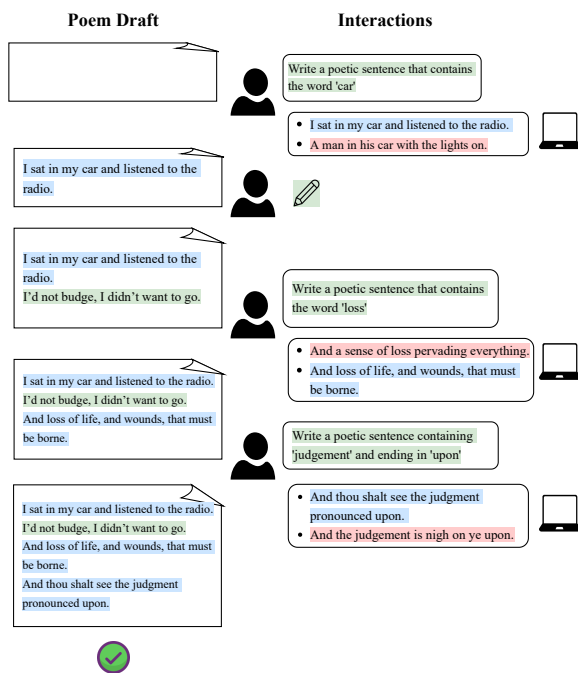 Poem Draft
Interactions
Write a poetic sentence that contains
the word 'car'
• I sat in my car and listened to the radio.
• A man in his car with the lights on.
I sat in my car and listened to the
radio.
I sat in my car and listened to the
radio.
I'd not budge, I didn't want to go.
Write a poetic sentence that contains
the word 'loss'
• And a sense of loss pervading everything.
• And loss of life, and wounds, that must
be borne.
I sat in my car and listened to the radio.
I'd not budge, I didn't want to go.
And loss of life, and wounds, that must
be borne.
Write a poetic sentence containing
'judgement' and ending in 'upon'
• And thou shalt see the judgment
pronounced upon.
• And the judgement is nigh on ye upon.
I sat in my car and listened to the radio.
I'd not budge, I didn't want to go.
And loss of life, and wounds, that must
be borne.
And thou shalt see the judgment
pronounced upon.